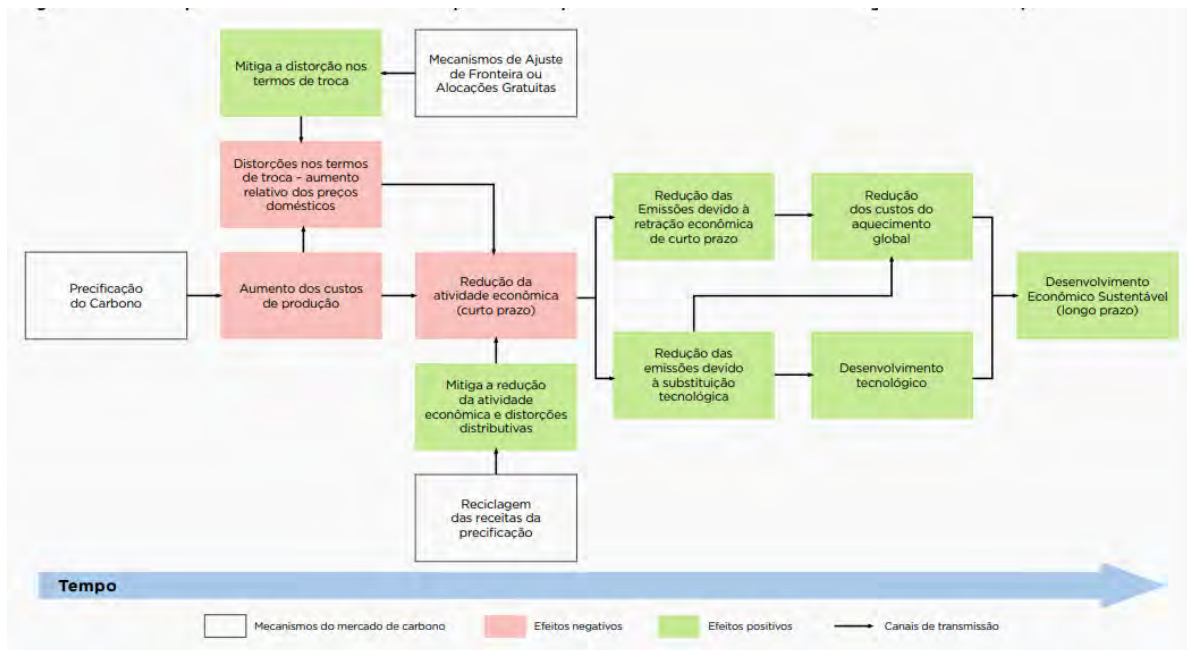 Mitiga a distorção nos
termos de troca
Mecanismos de Ajuste
de Fronteira ou
Alocações Gratuitas
Distorções nos termos
de troca – aumento
relativo dos preços
domésticos
Redução das
Emissões devido à
retração econômica
de curto prazo
Redução
dos custos do
aquecimento
global
Precificação
do Carbono
Aumento dos custos
de produção
Redução da
atividade econômica
(curto prazo)
Desenvolvimento
Econômico Sustentável
(longo prazo)
Redução das
emissões devido
à substituição
tecnológica
Desenvolvimento
tecnológico
Mitiga a redução
da atividade
econômica e distorções
distributivas
Reciclagem
das receitas da
precificação
Tempo
Mecanismos do mercado de carbono
Efeitos negativos
Efeitos positivos
Canais de transmissão